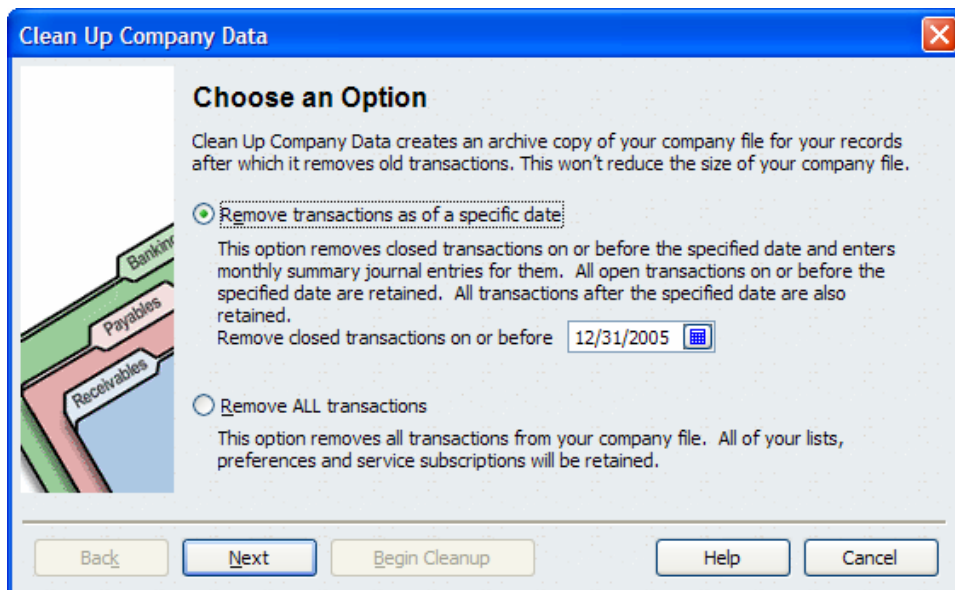 Clean Up Company Data
Choose an Option
Clean Up Company Data creates an archive copy of your company file for your records
after which it removes old transactions. This won't reduce the size of your company file.
Remove transactions as of a specific date
This option removes closed transactions on or before the specified date and enters
monthly summary journal entries for them. All open transactions on or before the
specified date are retained. All transactions after the specified date are also
retained.
Remove closed transactions on or before 12/31/2005
Banking
Payables
Receivables
Remove ALL transactions
This option removes all transactions from your company file. All of your lists,
preferences and service subscriptions will be retained.
Back Next Begin Cleanup Help Cancel